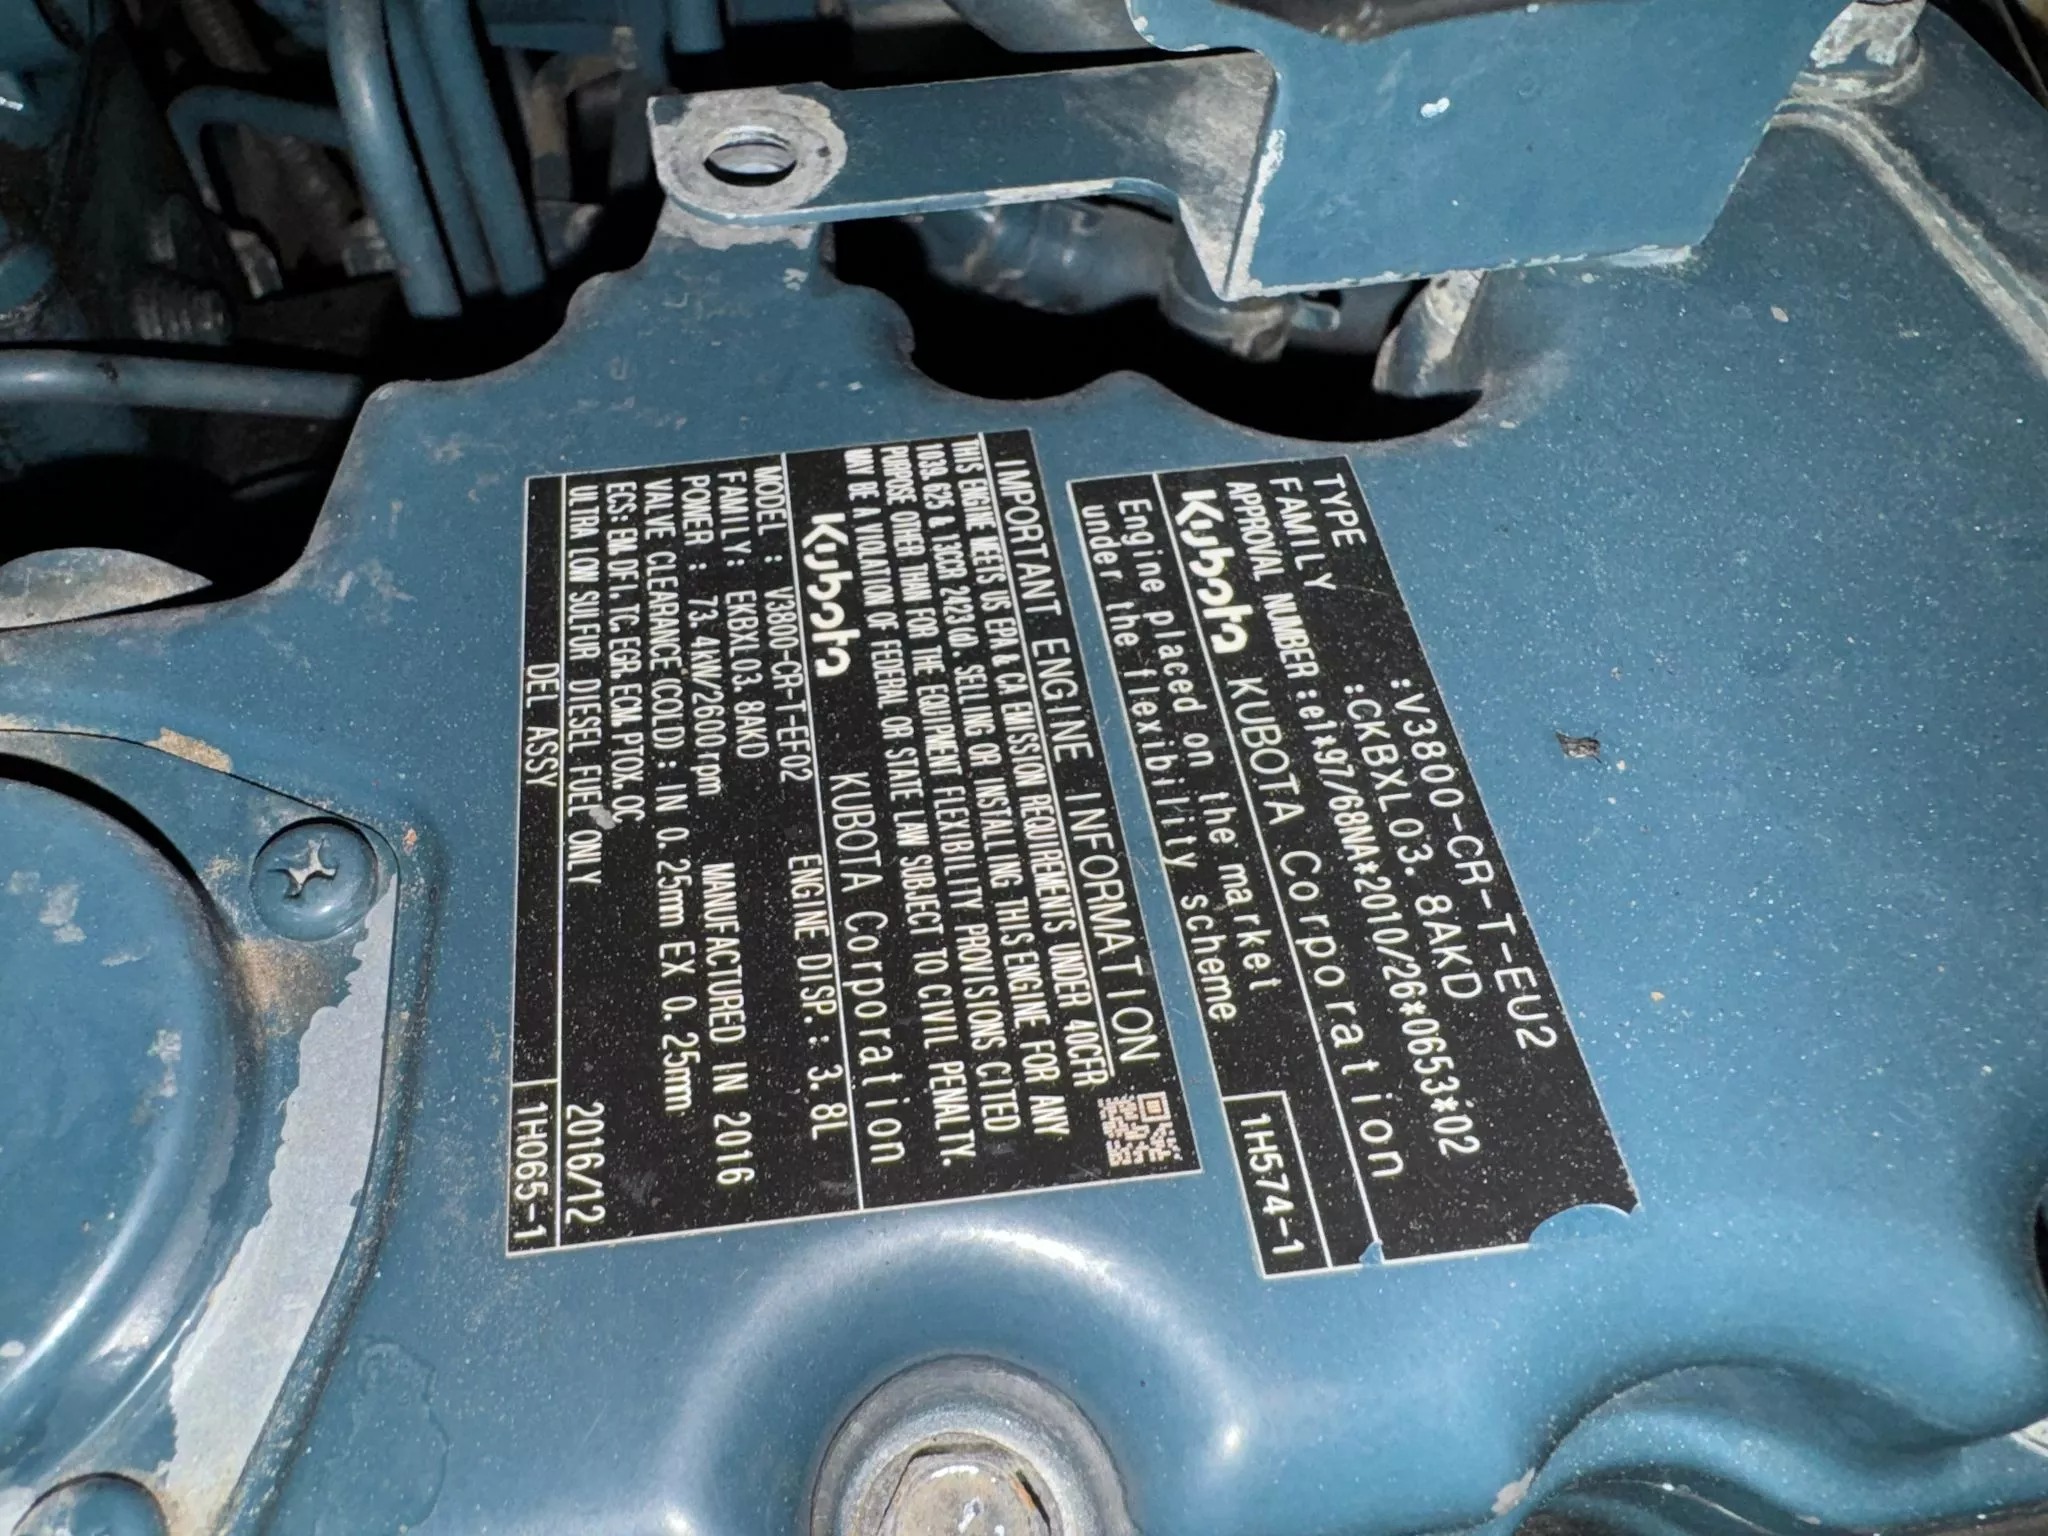 TYPE :V3800-CR-T-EU2
FAMILY :CKBXL03.8AKD
APPROVAL NUMBER :e1*97/68NA*2010/26*0653*02
Kubota KUBOTA Corporation
Engine placed on the market
under the flexibility scheme
1H574-1
IMPORTANT ENGINE INFORMATION
THIS ENGINE MEETS US EPA & CA EMISSION REQUIREMENTS UNDER 40CFR
1039.625 & 13CCR 2423(d). SELLING OR INSTALLING THIS ENGINE FOR ANY
PURPOSE OTHER THAN FOR THE EQUIPMENT FLEXIBILITY PROVISIONS CITED
MAY BE A VIOLATION OF FEDERAL OR STATE LAW SUBJECT TO CIVIL PENALTY.
Kubota KUBOTA Corporation
MODEL : V3800-CR-T-EF02 ENGINE DISP.: 3.8L
FAMILY: EKBXL03.8AKD
POWER : 73.4kW/2600rpm MANUFACTURED IN 2016
VALVE CLEARANCE(COLD): IN 0.25mm EX 0.25mm
ECS: EM.DFI.TC.EGR.ECM.PTOX.OC
ULTRA LOW SULFUR DIESEL FUEL ONLY 2016/12
DEL ASSY 1H065-1